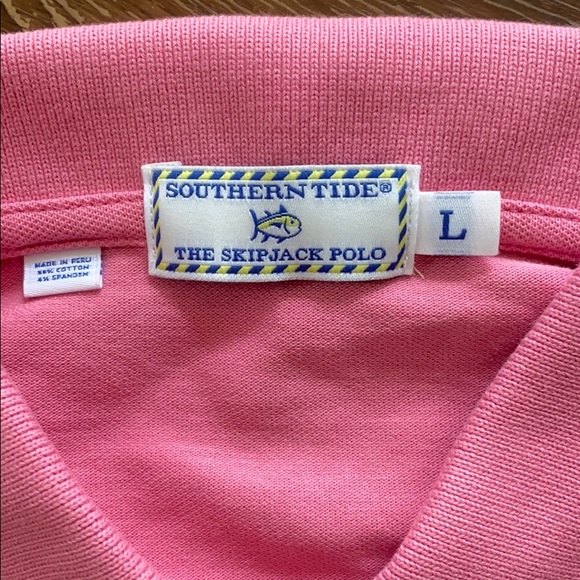 SOUTHERN TIDE®
THE SKIPJACK POLO
L
MADE IN PERU
96% COTTON
4% SPANDEX